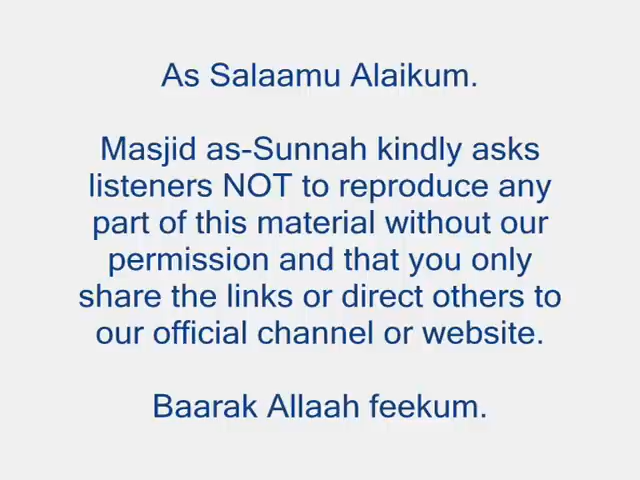 As Salaamu Alaikum.
Masjid as-Sunnah kindly asks
listeners NOT to reproduce any
part of this material without our
permission and that you only
share the links or direct others to
our official channel or website.
Baarak Allaah feekum.